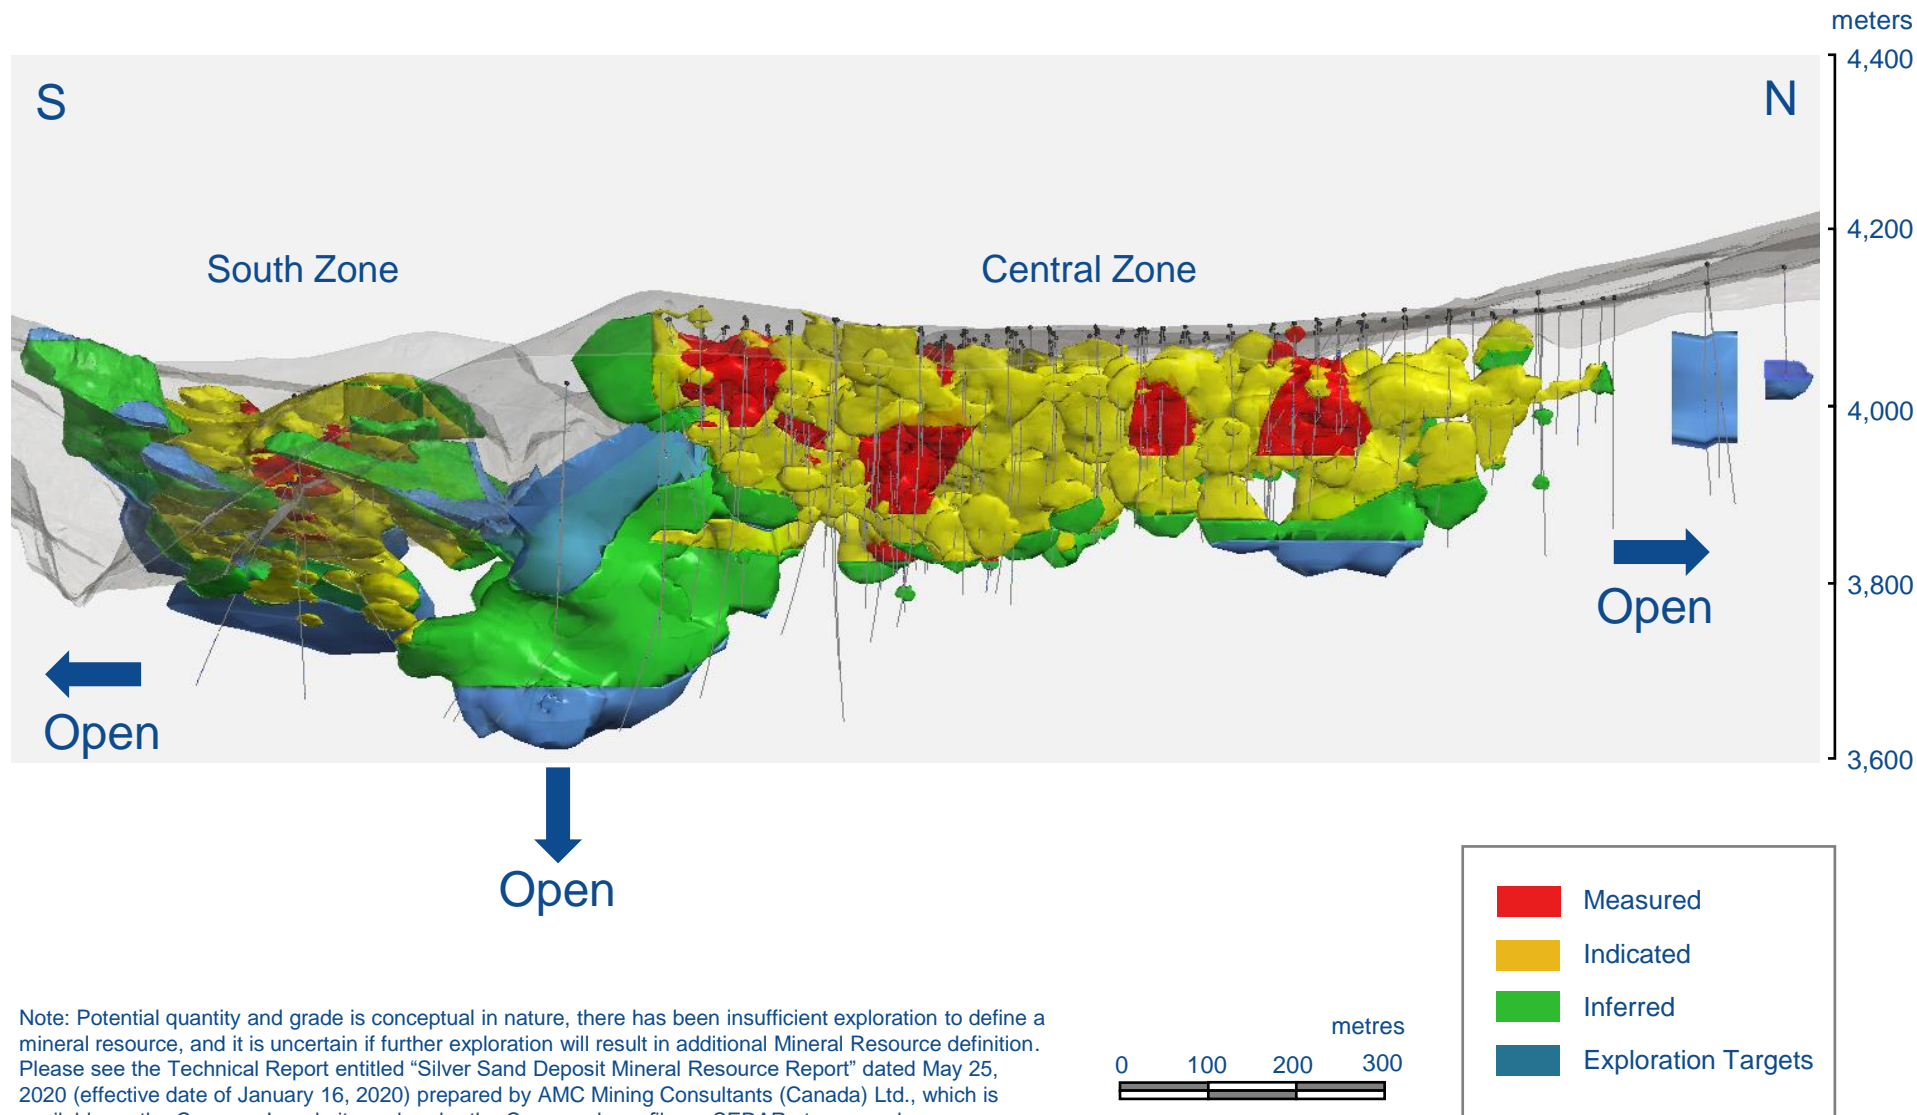 meters
4,400
S
N
4,200
South Zone
Central Zone
4,000
3,800
Open
Open
3,600
Open
Measured
Indicated
Inferred
Exploration Targets
Note: Potential quantity and grade is conceptual in nature, there has been insufficient exploration to define a
mineral resource, and it is uncertain if further exploration will result in additional Mineral Resource definition.
Please see the Technical Report entitled “Silver Sand Deposit Mineral Resource Report” dated May 25,
2020 (effective date of January 16, 2020) prepared by AMC Mining Consultants (Canada) Ltd., which is
metres
0 100 200 300